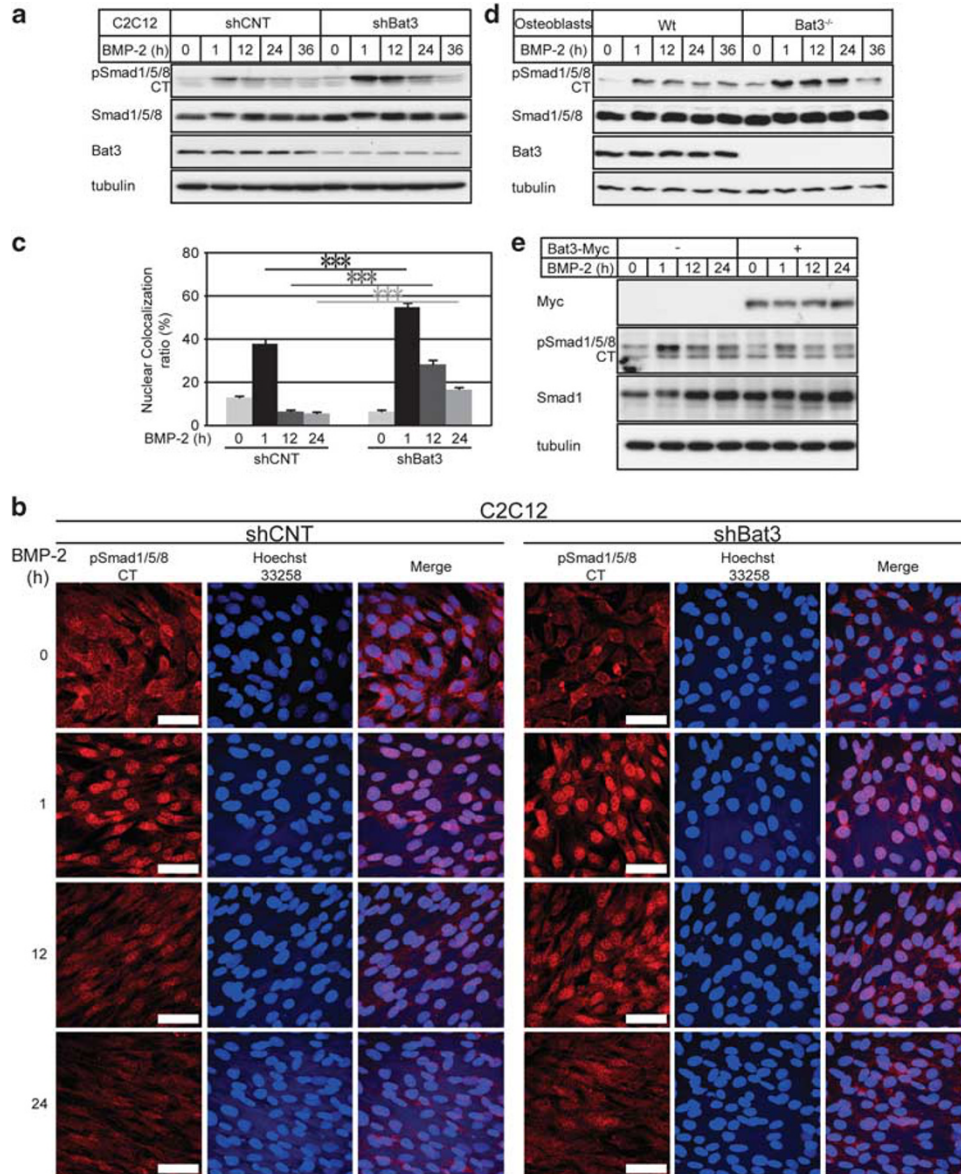 a
C2C12 shCNT shBat3
BMP-2 (h) 0 1 12 24 36 0 1 12 24 36
pSmad1/5/8
CT
Smad1/5/8
Bat3
tubulin
d
Osteoblasts Wt Bat3-/-
BMP-2 (h) 0 1 12 24 36 0 1 12 24 36
pSmad1/5/8
CT
Smad1/5/8
Bat3
tubulin
c
Nuclear Colocalization
ratio (%)
80
60
40
20
0
***
***
†††
BMP-2 (h) 0 1 12 24 0 1 12 24
shCNT shBat3
e
Bat3-Myc - +
BMP-2 (h) 0 1 12 24 0 1 12 24
Myc
pSmad1/5/8
CT
Smad1
tubulin
b
C2C12
shCNT shBat3
BMP-2
(h)
pSmad1/5/8
CT
Hoechst
33258
Merge
pSmad1/5/8
CT
Hoechst
33258
Merge
0
1
12
24